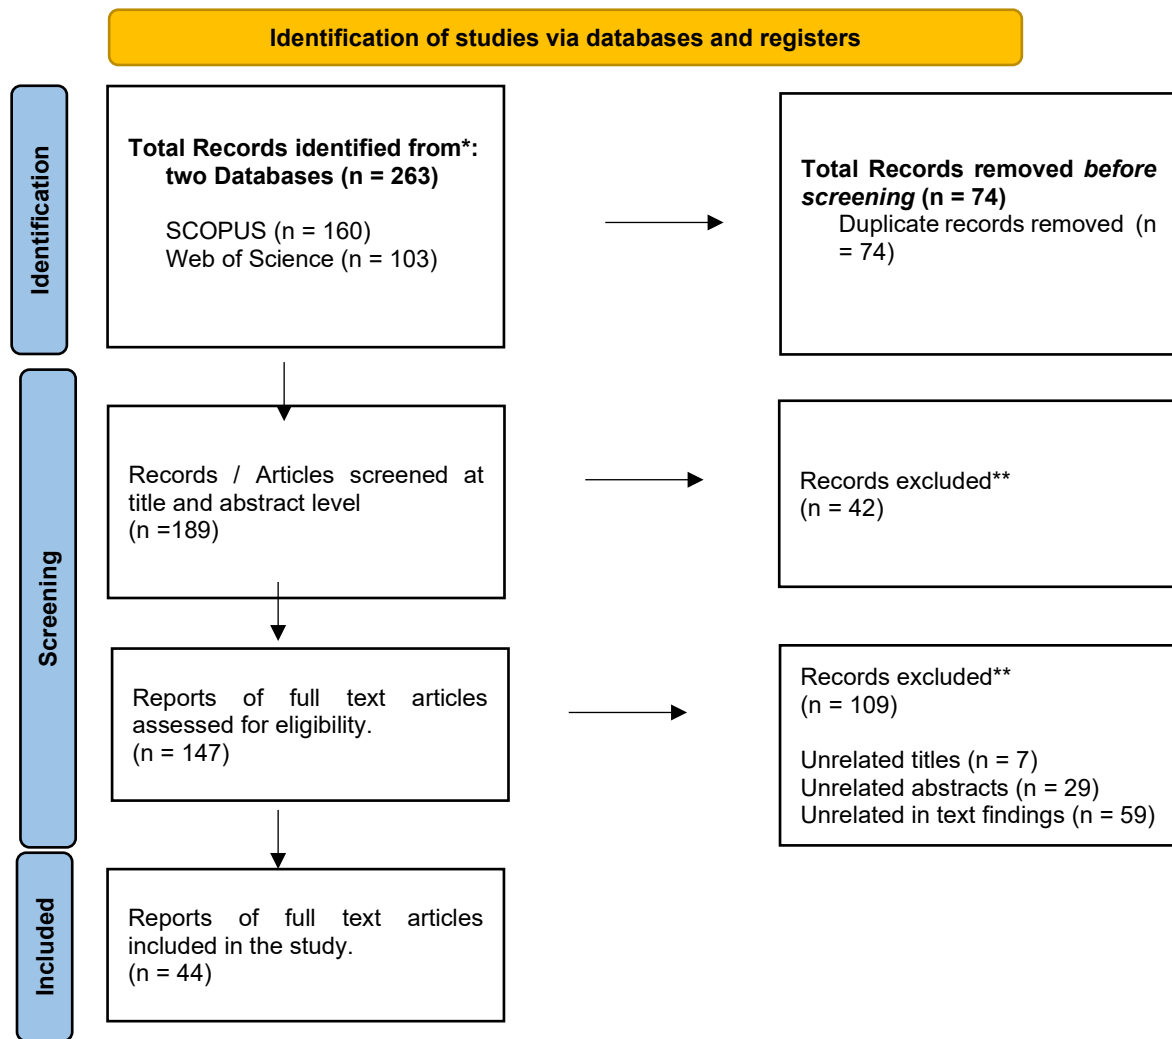 Identification of studies via databases and registers
Identification
Total Records identified from*:
two Databases (n = 263)
SCOPUS (n = 160)
Web of Science (n = 103)
Total Records removed before
screening (n = 74)
Duplicate records removed (n
= 74)
Screening
Records / Articles screened at
title and abstract level
(n =189)
Records excluded**
(n = 42)
Reports of full text articles
assessed for eligibility.
(n = 147)
Records excluded**
(n = 109)
Unrelated titles (n = 7)
Unrelated abstracts (n = 29)
Unrelated in text findings (n = 59)
Included
Reports of full text articles
included in the study.
(n = 44)